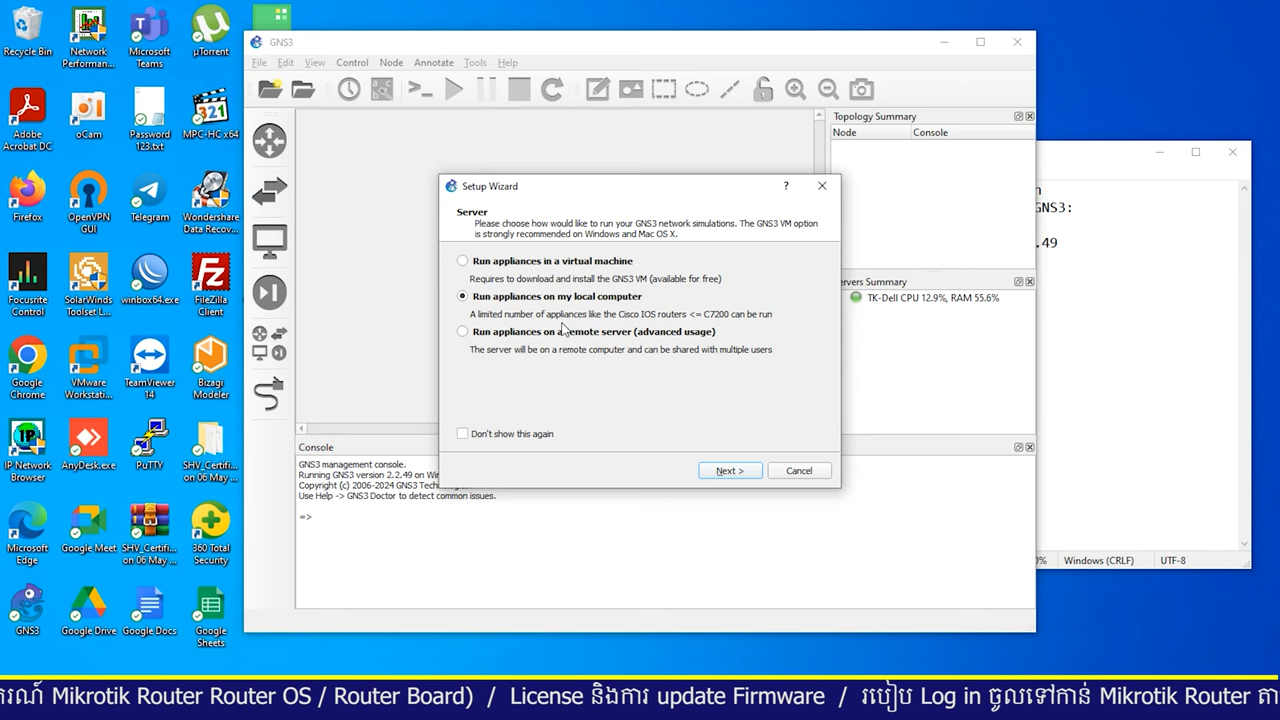 Recycle Bin
Network
Performan...
Microsoft
Teams
µTorrent
Adobe
Acrobat DC
oCam
Password
123.txt
MPC-HC x64
Firefox
OpenVPN
GUI
Telegram
Wondershare
Data Recov...
Focusrite
Control
SolarWinds
Toolset L...
winbox64.exe
FileZilla
Client
Google
Chrome
VMware
Workstati...
TeamViewer
14
Bizagi
Modeler
IP Network
Browser
AnyDesk.exe
PuTTY
SHV_Certifi...
on 06 May ...
Microsoft
Edge
Google Meet
SHV_Certifi...
on 06 May ...
360 Total
Security
GNS3
Google Drive
Google Docs
Google
Sheets
GNS3
File Edit View Control Node Annotate Tools Help
Topology Summary
Node Console
ervers Summary
TK-Dell CPU 12.9%, RAM 55.6%
Setup Wizard
Server
Please choose how would like to run your GNS3 network simulations. The GNS3 VM option
is strongly recommended on Windows and Mac OS X.
Run appliances in a virtual machine
Requires to download and install the GNS3 VM (available for free)
Run appliances on my local computer
A limited number of appliances like the Cisco IOS routers <= C7200 can be run
Run appliances on a remote server (advanced usage)
The server will be on a remote computer and can be shared with multiple users
Don't show this again
Next >
Cancel
Console
GNS3 management console.
Running GNS3 version 2.2.49 on Win
Copyright (c) 2006-2024 GNS3 Techn
Use Help -> GNS3 Doctor to detect common issues.
=>
n
GNS3:
.49
0% Windows (CRLF) UTF-8
ករណ៍ Mikrotik Router Router OS / Router Board) / License និងការ update Firmware / របៀប Log in ចូលទៅកាន់ Mikrotik Router តា